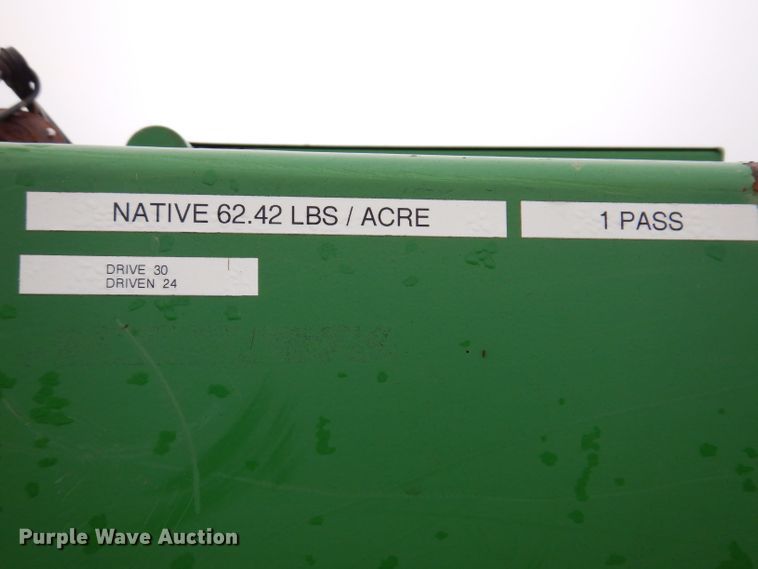 NATIVE 62.42 LBS / ACRE
1 PASS
DRIVE 30
DRIVEN 24
Purple Wave Auction